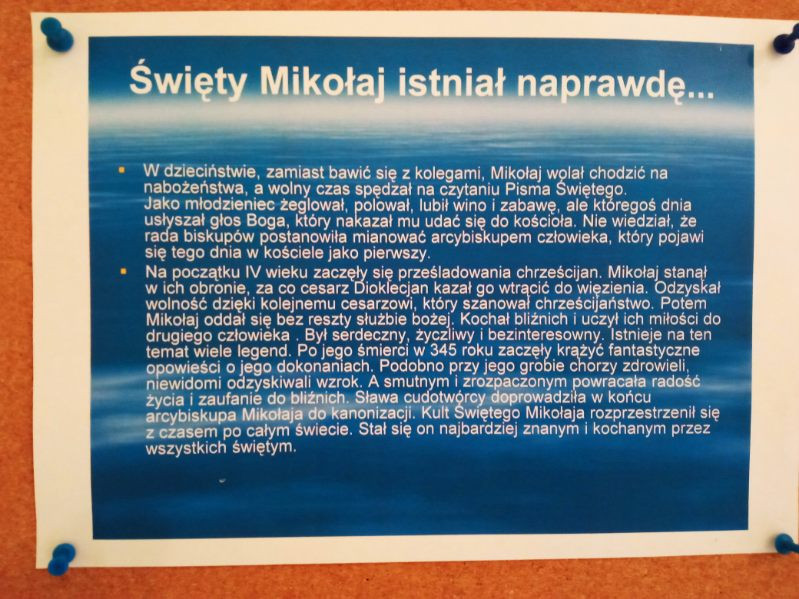 Święty Mikołaj istniał naprawdę...
▪ W dzieciństwie, zamiast bawić się z kolegami, Mikołaj wolał chodzić na
nabożeństwa, a wolny czas spędzał na czytaniu Pisma Świętego.
Jako młodzieniec żeglował, polował, lubił wino i zabawę, ale któregoś dnia
usłyszał głos Boga, który nakazał mu udać się do kościoła. Nie wiedział, że
rada biskupów postanowiła mianować arcybiskupem człowieka, który pojawi
się tego dnia w kościele jako pierwszy.
▪ Na początku IV wieku zaczęły się prześladowania chrześcijan. Mikołaj stanął
w ich obronie, za co cesarz Dioklecjan kazał go wtrącić do więzienia. Odzyskał
wolność dzięki kolejnemu cesarzowi, który szanował chrześcijaństwo. Potem
Mikołaj oddał się bez reszty służbie bożej. Kochał bliźnich i uczył ich miłości do
drugiego człowieka . Był serdeczny, życzliwy i bezinteresowny. Istnieje na ten
temat wiele legend. Po jego śmierci w 345 roku zaczęły krążyć fantastyczne
opowieści o jego dokonaniach. Podobno przy jego grobie chorzy zdrowieli,
niewidomi odzyskiwali wzrok. A smutnym i zrozpaczonym powracała radość
życia i zaufanie do bliźnich. Sława cudotwórcy doprowadziła w końcu
arcybiskupa Mikołaja do kanonizacji. Kult Świętego Mikołaja rozprzestrzenił się
z czasem po całym świecie. Stał się on najbardziej znanym i kochanym przez
wszystkich świętym.